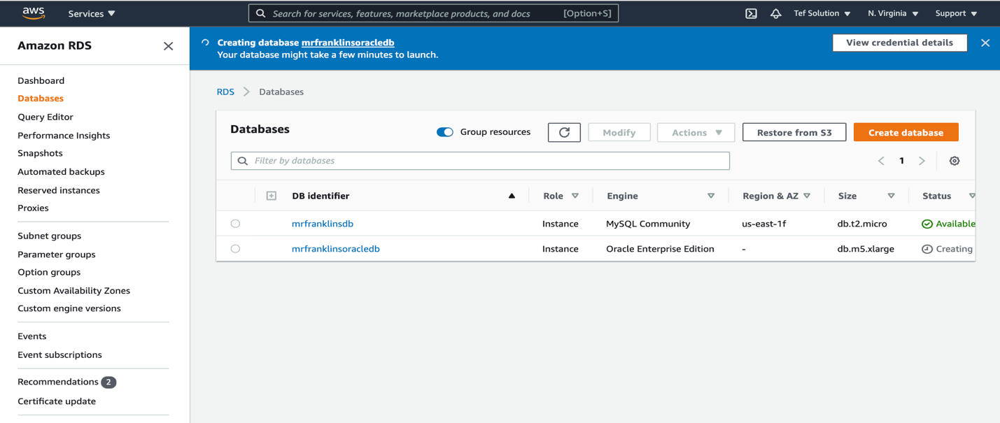 aws
Services
Search for services, features, marketplace products, and docs [Option+S]
Tef Solution
N. Virginia
Support
Amazon RDS
Creating database mrfranklinsoracledb
Your database might take a few minutes to launch.
View credential details
Dashboard
Databases
Query Editor
Performance Insights
Snapshots
Automated backups
Reserved instances
Proxies
Subnet groups
Parameter groups
Option groups
Custom Availability Zones
Custom engine versions
Events
Event subscriptions
Recommendations 2
Certificate update
RDS Databases
Databases
Group resources
Modify
Actions
Restore from S3
Create database
Filter by databases
1
DB identifier Role Engine Region & AZ Size Status
mrfranklinsdb Instance MySQL Community us-east-1f db.t2.micro Available
mrfranklinsoracledb Instance Oracle Enterprise Edition - db.m5.xlarge Creating